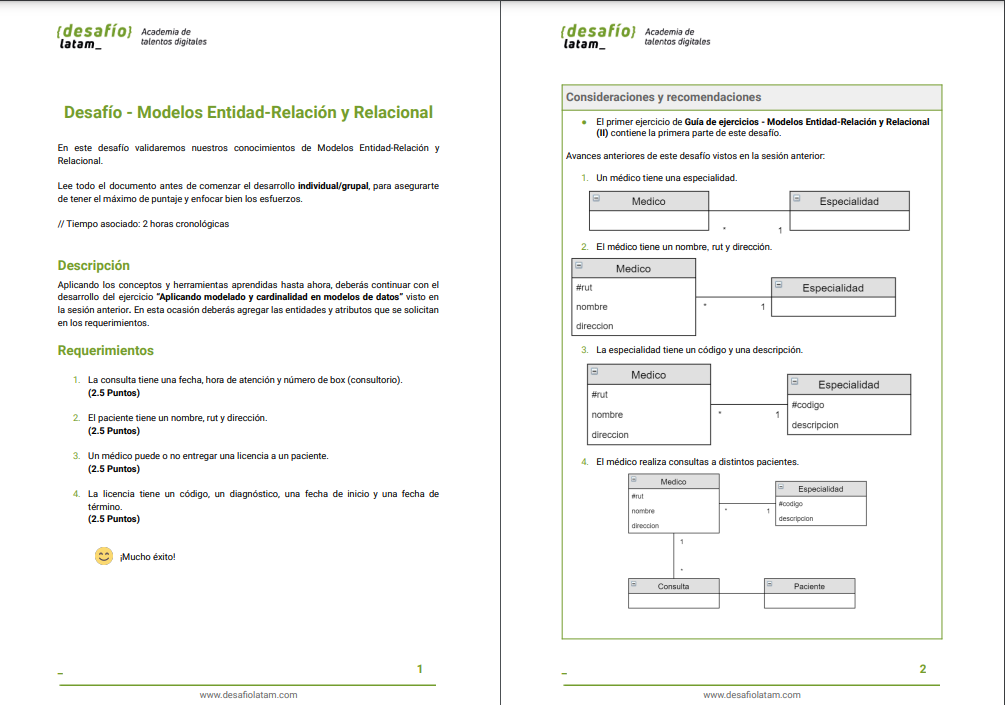 {desafío}
latam_
Academia de
talentos digitales
Desafío - Modelos Entidad-Relación y Relacional
En este desafío validaremos nuestros conocimientos de Modelos Entidad-Relación y
Relacional.
Lee todo el documento antes de comenzar el desarrollo individual/grupal, para asegurarte
de tener el máximo de puntaje y enfocar bien los esfuerzos.
// Tiempo asociado: 2 horas cronológicas
Descripción
Aplicando los conceptos y herramientas aprendidas hasta ahora, deberás continuar con el
desarrollo del ejercicio "Aplicando modelado y cardinalidad en modelos de datos" visto en
la sesión anterior. En esta ocasión deberás agregar las entidades y atributos que se solicitan
en los requerimientos.
Requerimientos
1. La consulta tiene una fecha, hora de atención y número de box (consultorio).
(2.5 Puntos)
2. El paciente tiene un nombre, rut y dirección.
(2.5 Puntos)
3. Un médico puede o no entregar una licencia a un paciente.
(2.5 Puntos)
4. La licencia tiene un código, un diagnóstico, una fecha de inicio y una fecha de
término.
(2.5 Puntos)
¡Mucho éxito!
_
1
www.desafiolatam.com
{desafío}
latam_
Academia de
talentos digitales
Consideraciones y recomendaciones
● El primer ejercicio de Guía de ejercicios - Modelos Entidad-Relación y Relacional
(II) contiene la primera parte de este desafío.
Avances anteriores de este desafío vistos en la sesión anterior:
1. Un médico tiene una especialidad.
Medico
Especialidad
* 1
2. El médico tiene un nombre, rut y dirección.
Medico
#rut
nombre
direccion
* 1
Especialidad
3. La especialidad tiene un código y una descripción.
Medico
#rut
nombre
direccion
* 1
Especialidad
#codigo
descripcion
4. El médico realiza consultas a distintos pacientes.
Medico
#rut
nombre
direccion
* 1
Especialidad
#codigo
descripcion
1
*
Consulta
Paciente
_
2
www.desafiolatam.com